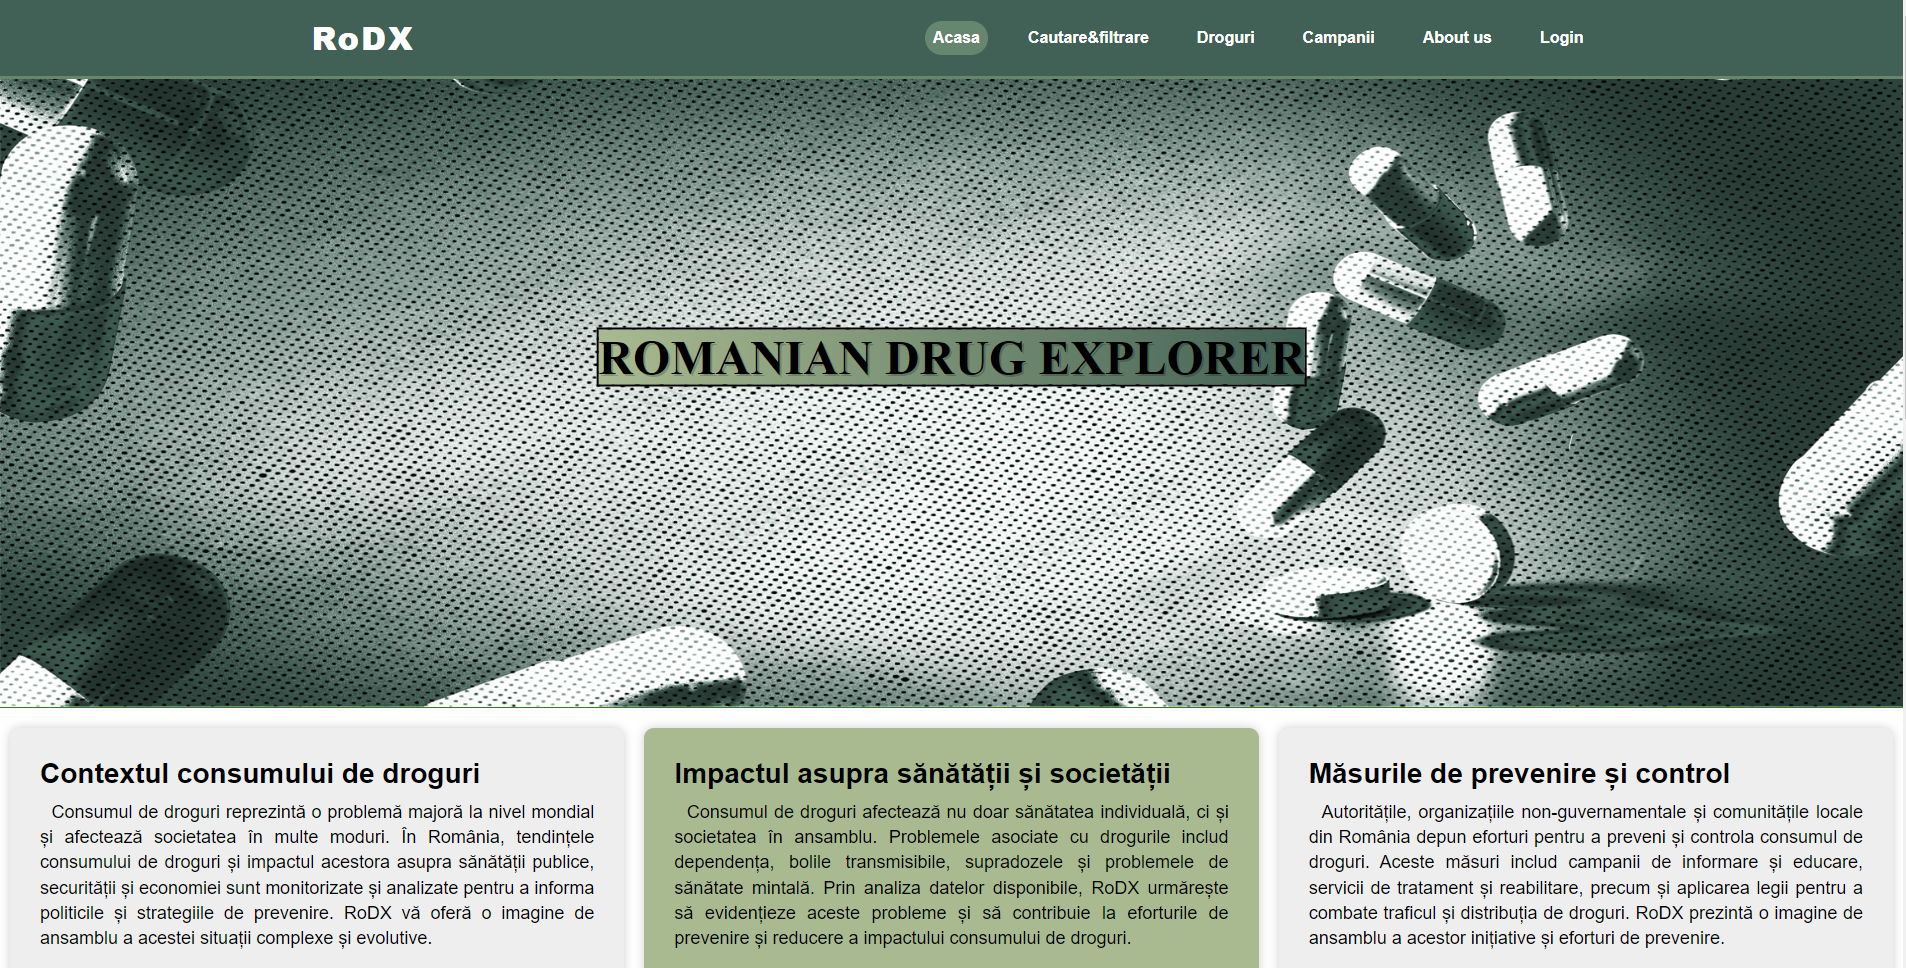 RoDX
Acasa
Cautare&filtrare
Droguri
Campanii
About us
Login
ROMANIAN DRUG EXPLORER
Contextul consumului de droguri
Consumul de droguri reprezintă o problemă majoră la nivel mondial
și afectează societatea în multe moduri. În România, tendințele
consumului de droguri și impactul acestora asupra sănătății publice,
securității și economiei sunt monitorizate și analizate pentru a informa
politicile și strategiile de prevenire. RoDX vă oferă o imagine de
ansamblu a acestei situații complexe și evolutive.
Impactul asupra sănătății și societății
Consumul de droguri afectează nu doar sănătatea individuală, ci și
societatea în ansamblu. Problemele asociate cu drogurile includ
dependența, bolile transmisibile, supradozele și problemele de
sănătate mintală. Prin analiza datelor disponibile, RoDX urmărește
să evidențieze aceste probleme și să contribuie la eforturile de
prevenire și reducere a impactului consumului de droguri.
Măsurile de prevenire și control
Autoritățile, organizațiile non-guvernamentale și comunitățile locale
din România depun eforturi pentru a preveni și controla consumul de
droguri. Aceste măsuri includ campanii de informare și educare,
servicii de tratament și reabilitare, precum și aplicarea legii pentru a
combate traficul și distribuția de droguri. RoDX prezintă o imagine de
ansamblu a acestor inițiative și eforturi de prevenire.